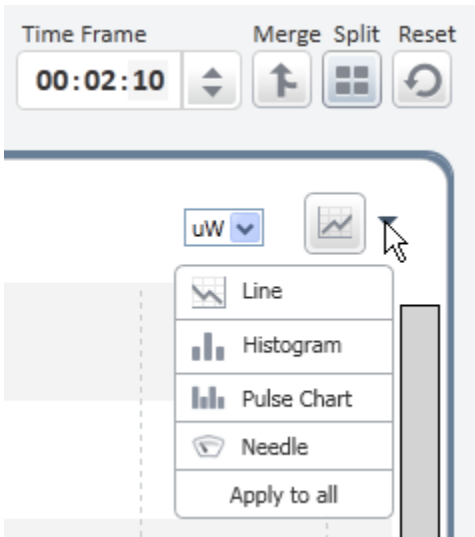 Time Frame Merge Split Reset
00:02:10
uW
Line
Histogram
Pulse Chart
Needle
Apply to all